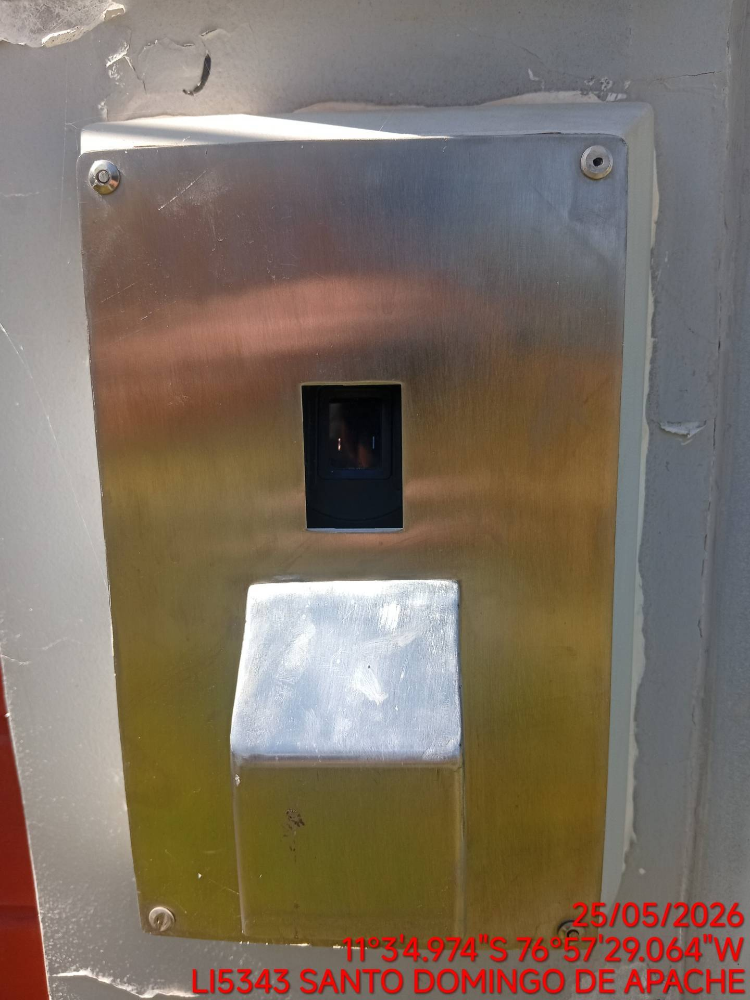 25/05/2026
11°3'4.974"S 76°57'29.064"W
LI5343 SANTO DOMINGO DE APACHE